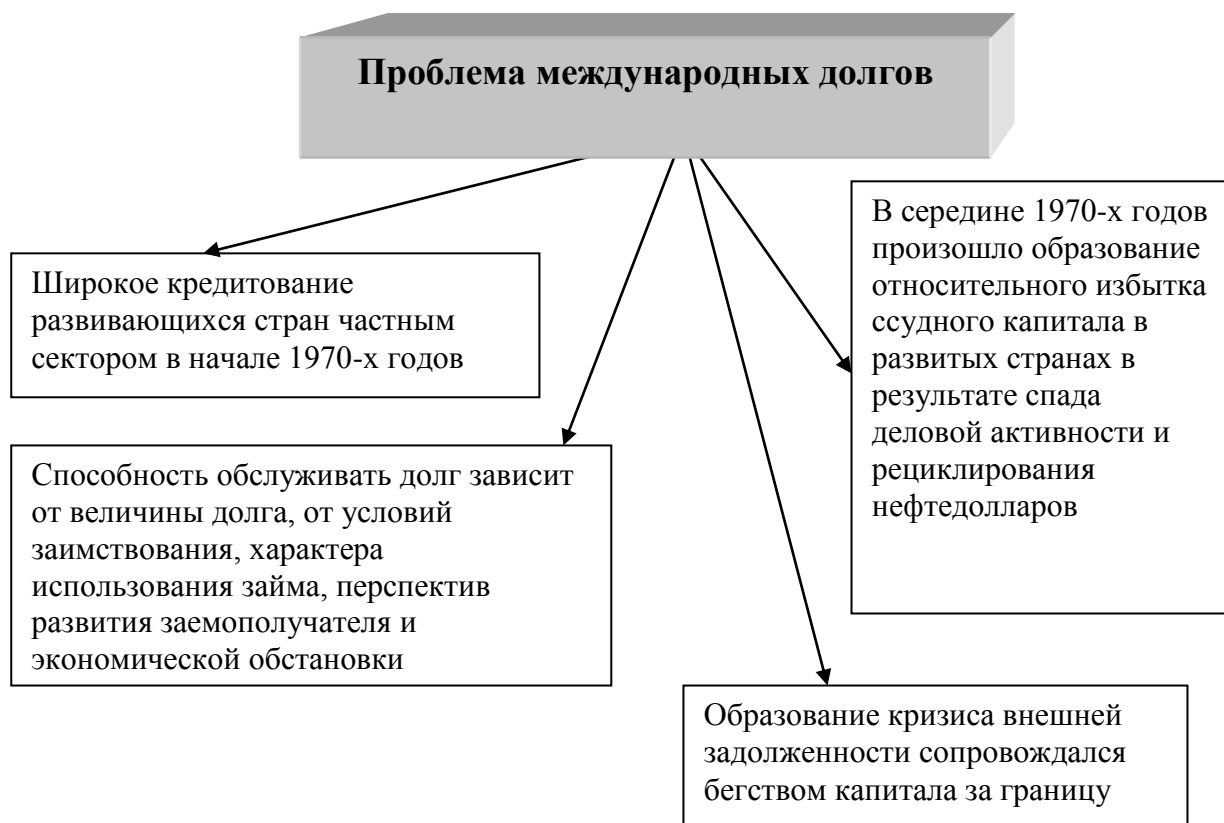 Проблема международных долгов
Широкое кредитование
развивающихся стран частным
сектором в начале 1970-х годов
В середине 1970-х годов
произошло образование
относительного избытка
ссудного капитала в
развитых странах в
результате спада
деловой активности и
рециклирования
нефтедолларов
Способность обслуживать долг зависит
от величины долга, от условий
заимствования, характера
использования займа, перспектив
развития заемополучателя и
экономической обстановки
Образование кризиса внешней
задолженности сопровождался
бегством капитала за границу